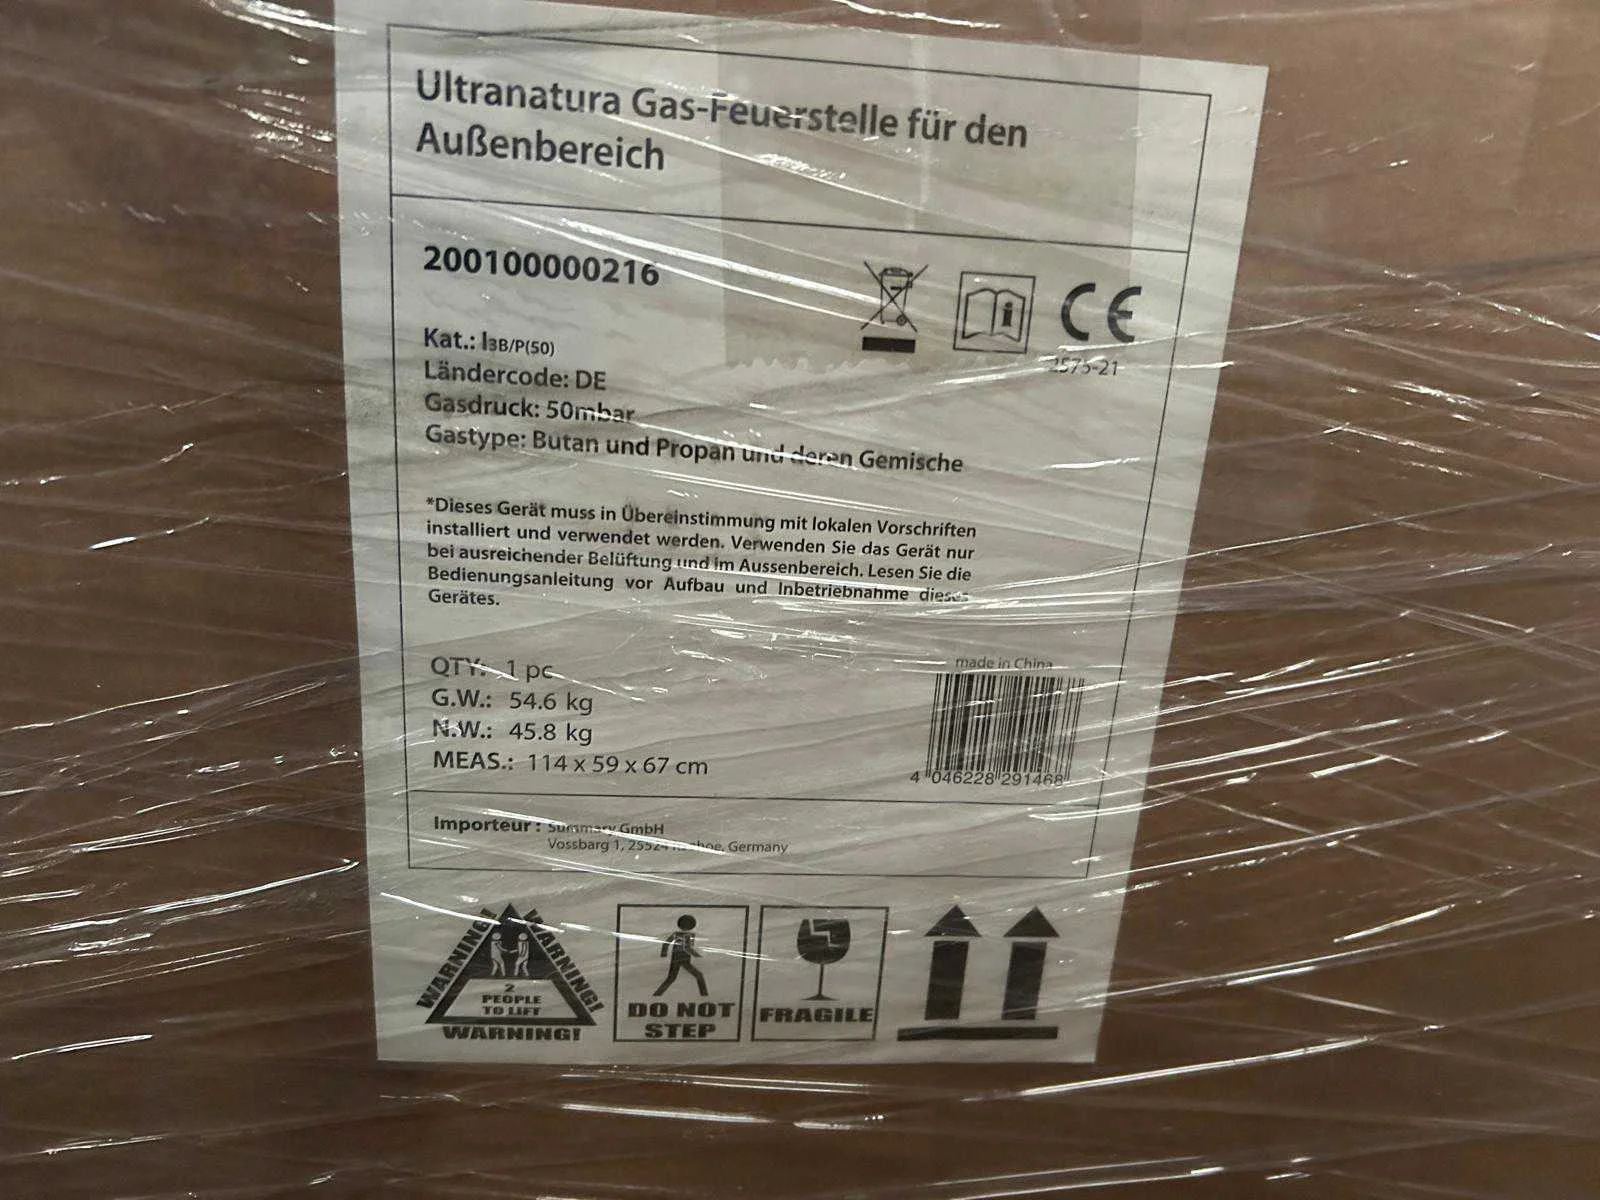 Ultranatura Gas-Feuerstelle für den
Außenbereich
200100000216
CE
2575-21
Kat.: I3B/P(50)
Ländercode: DE
Gasdruck: 50mbar
Gastype: Butan und Propan und deren Gemische
*Dieses Gerät muss in Übereinstimmung mit lokalen Vorschriften
installiert und verwendet werden. Verwenden Sie das Gerät nur
bei ausreichender Belüftung und im Aussenbereich. Lesen Sie die
Bedienungsanleitung vor Aufbau und Inbetriebnahme dieses
Gerätes.
QTY: 1 pc
G.W.: 54.6 kg
N.W.: 45.8 kg
MEAS.: 114 x 59 x 67 cm
made in China
4 046228 291468
Importeur : Summary GmbH
Vossbarg 1, 25524 Germany
WARNING! WARNING!
2
PEOPLE
TO LIFT
WARNING!
DO NOT
STEP
FRAGILE